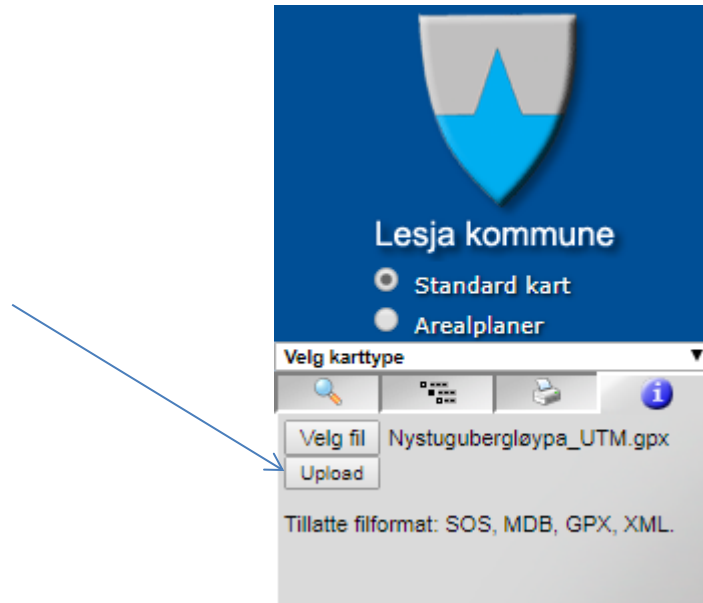 Lesja kommune
Standard kart
Arealplaner
Velg karttype
i
Velg fil Nystugubergløypa_UTM.gpx
Upload
Tillatte filformat: SOS, MDB, GPX, XML.